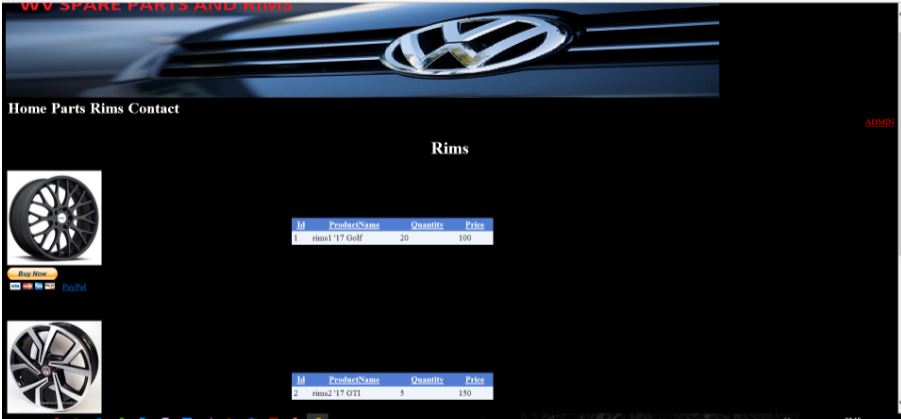 WV SPARE PARTS AND RIMS
Home Parts Rims Contact
ADMIN
Rims
Id ProductName Quantity Price
1 rims1 '17 Golf 20 100
Buy Now
PayPal
Id ProductName Quantity Price
2 rims2 '17 GTI 5 150